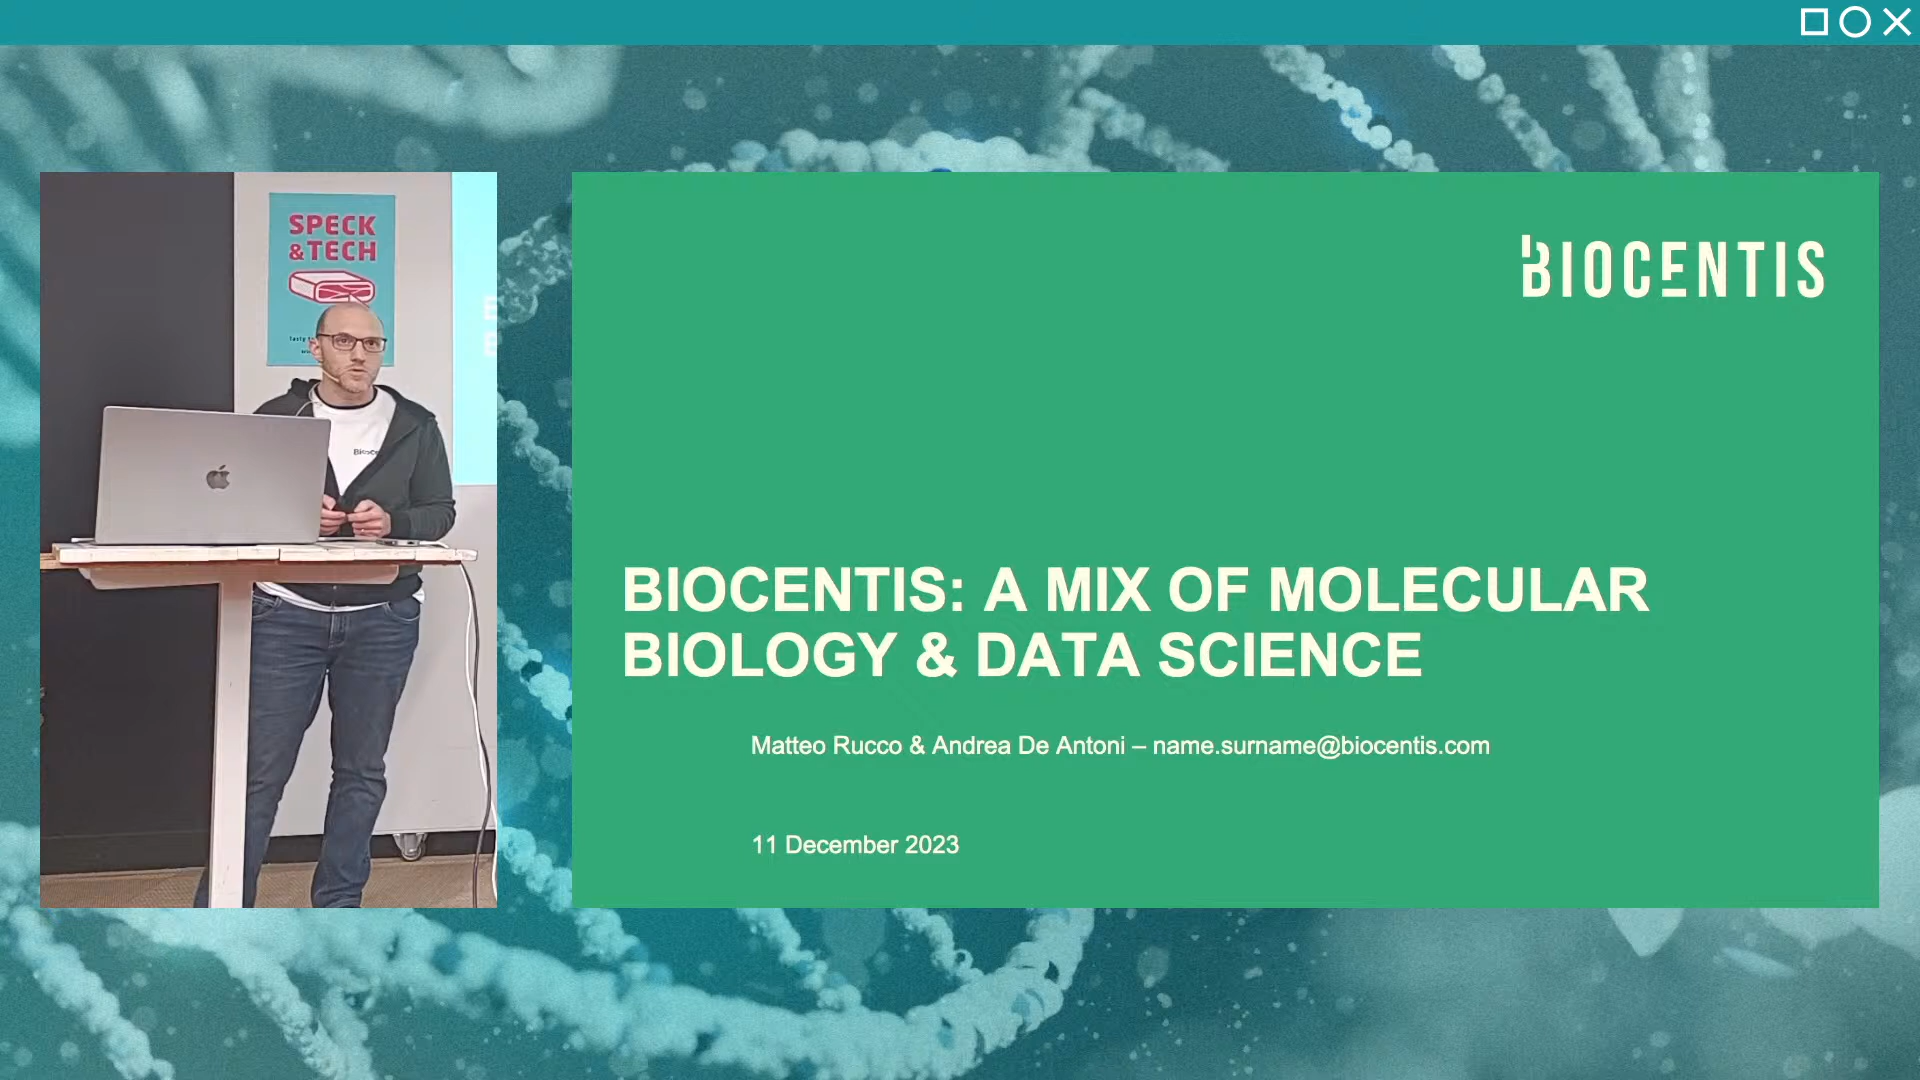 SPECK
&TECH
BIOCENTIS
BIOCENTIS: A MIX OF MOLECULAR
BIOLOGY & DATA SCIENCE
Matteo Rucco & Andrea De Antoni – name.surname@biocentis.com
11 December 2023